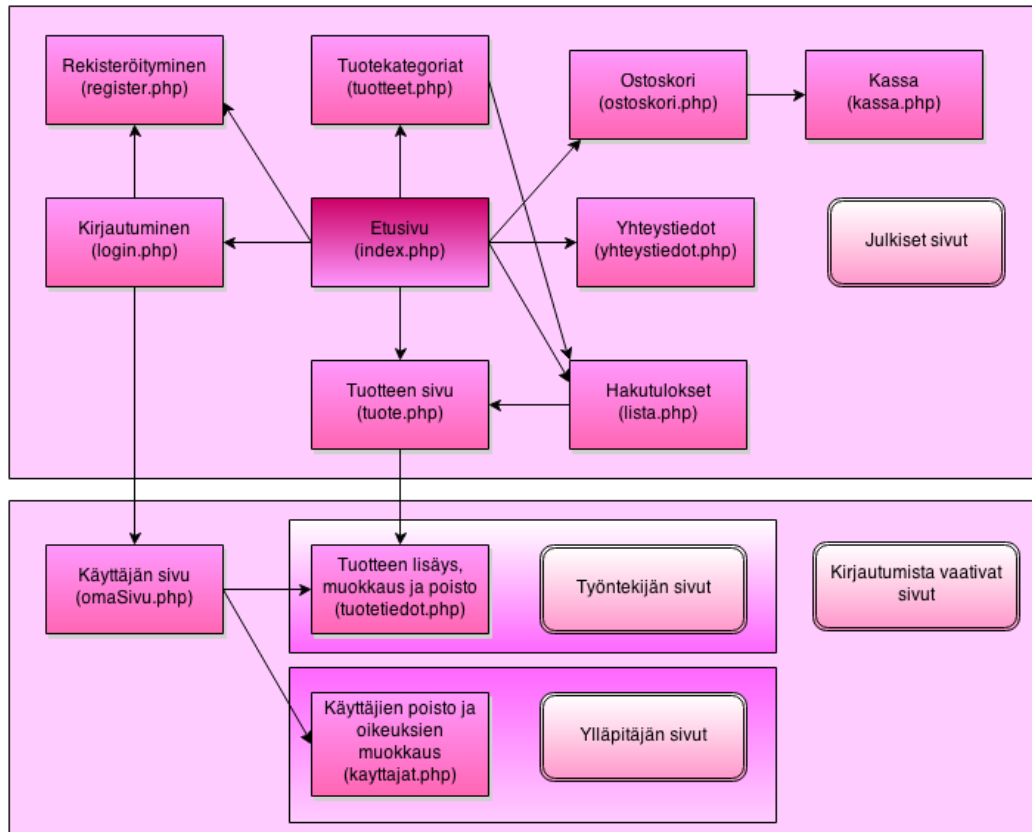 Rekisteröityminen
(register.php)
Tuotekategoriat
(tuotteet.php)
Ostoskori
(ostoskori.php)
Kassa
(kassa.php)
Kirjautuminen
(login.php)
Etusivu
(index.php)
Yhteystiedot
(yhteystiedot.php)
Julkiset sivut
Tuotteen sivu
(tuote.php)
Hakutulokset
(lista.php)
Käyttäjän sivu
(omaSivu.php)
Tuotteen lisäys,
muokkaus ja poisto
(tuotetiedot.php)
Työntekijän sivut
Kirjautumista vaativat
sivut
Käyttäjien poisto ja
oikeuksien
muokkaus
(kayttajat.php)
Ylläpitäjän sivut